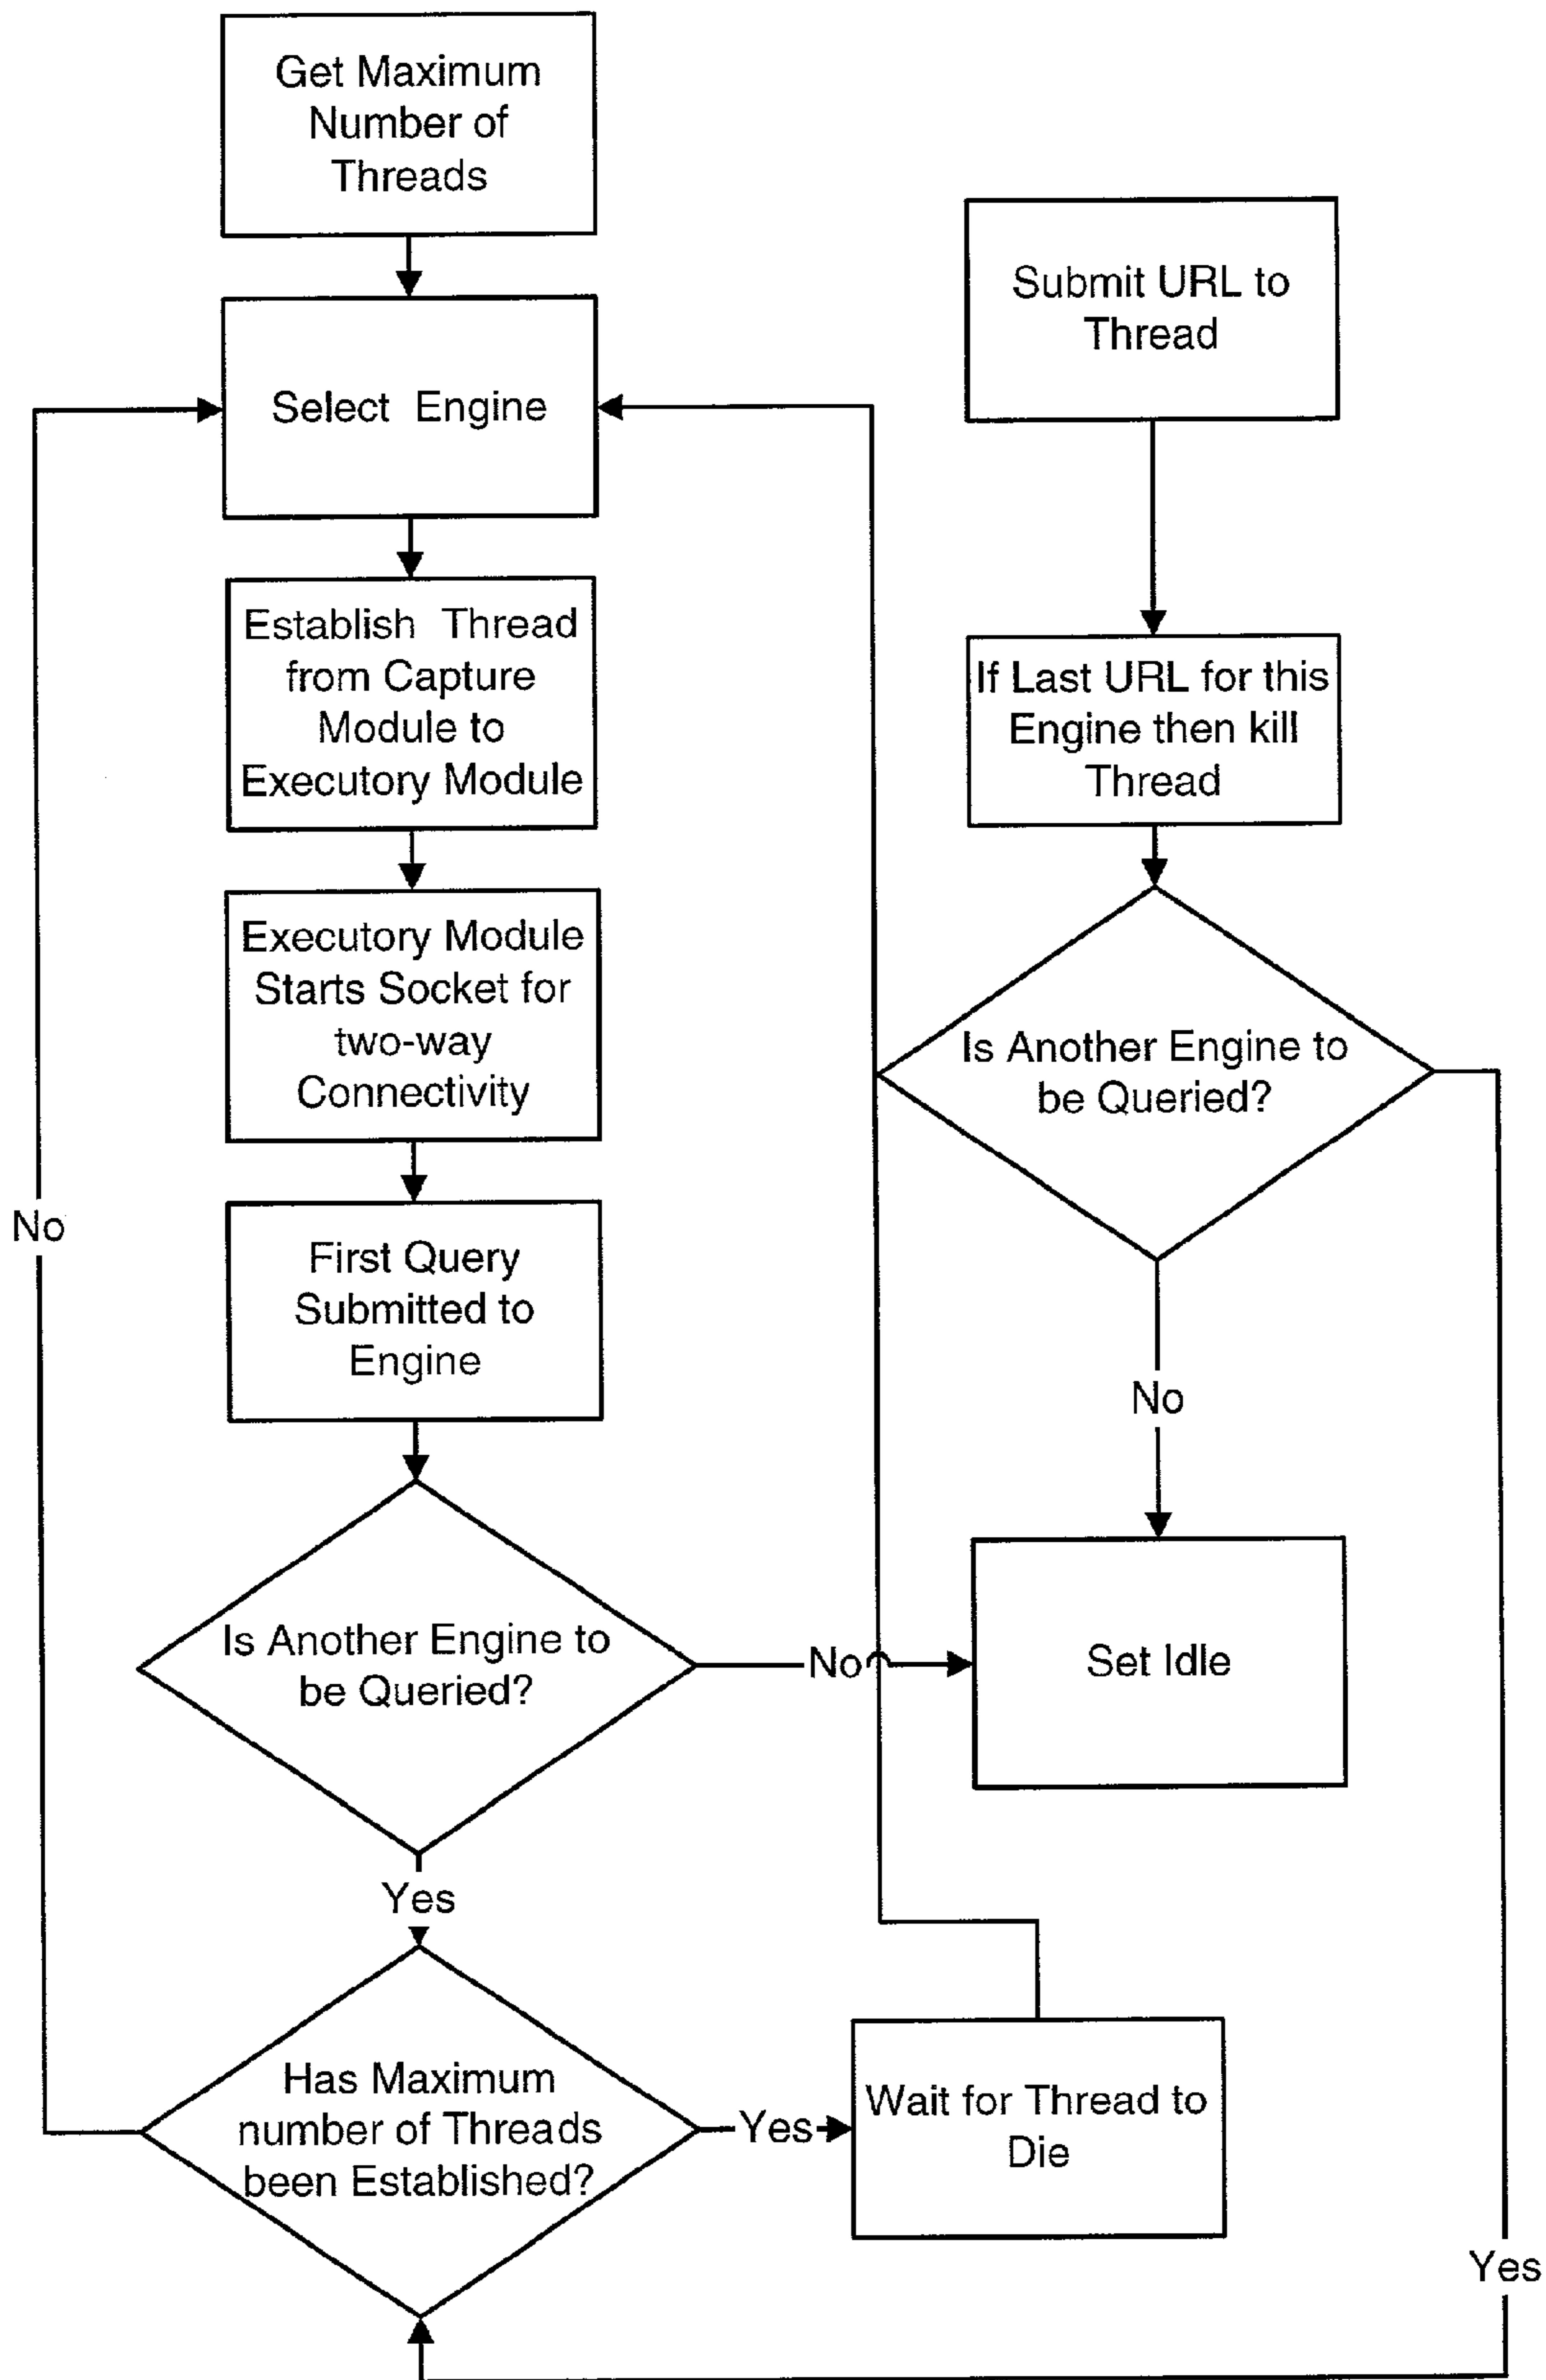 Get Maximum
Number of
Threads
Select Engine
Establish Thread
from Capture
Module to
Executory Module
Executory Module
Starts Socket for
two-way
Connectivity
First Query
Submitted to
Engine
Is Another Engine to
be Queried?
No
Yes
Has Maximum
number of Threads
been Established?
No
Yes
Wait for Thread to
Die
Submit URL to
Thread
If Last URL for this
Engine then kill
Thread
Is Another Engine to
be Queried?
No
Set Idle
Yes